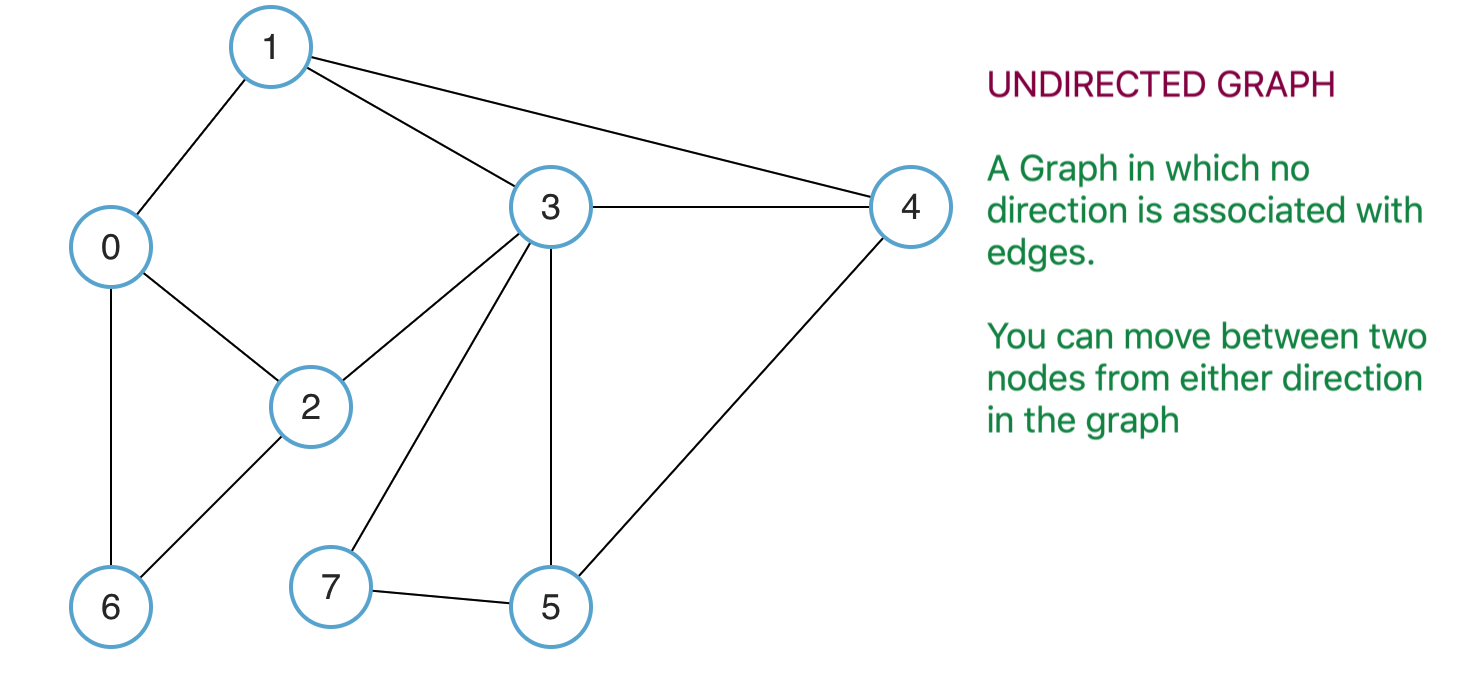 1
UNDIRECTED GRAPH
A Graph in which no
3
4
direction is associated with
0
edges.
You can move between two
nodes from either direction
2
in the graph
7
6
5